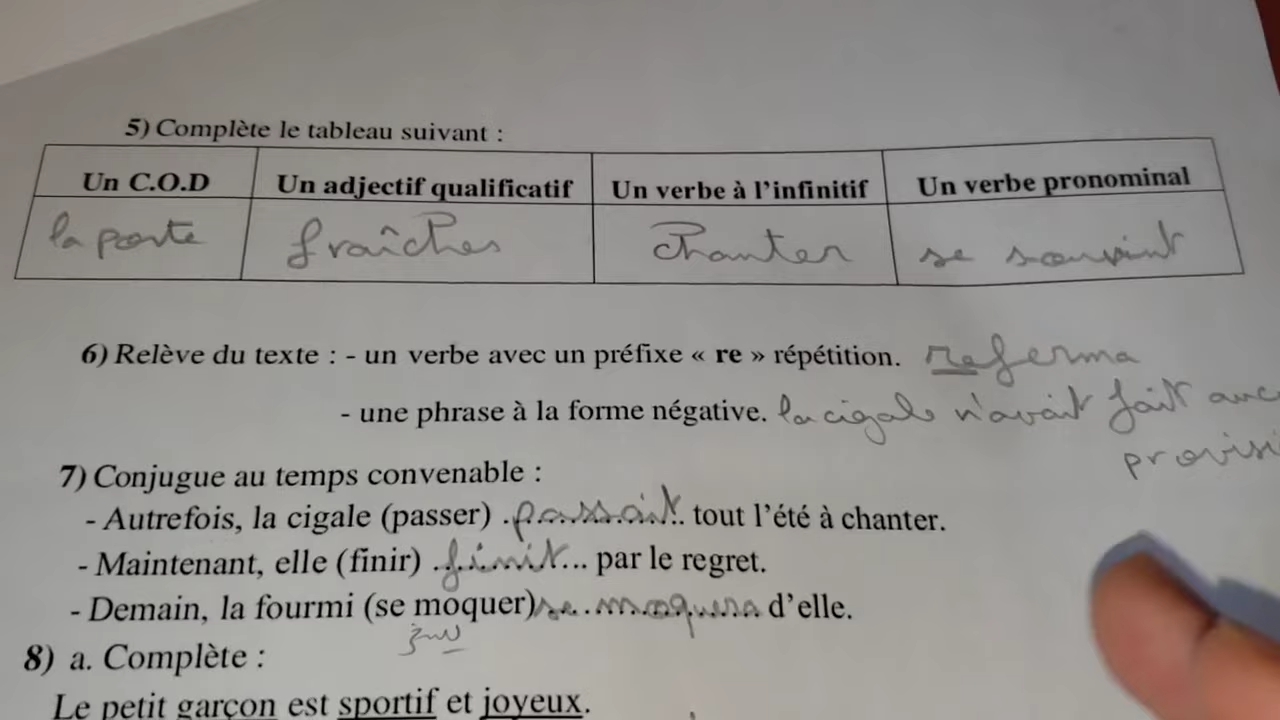 5) Complète le tableau suivant :
Un C.O.D Un adjectif qualificatif Un verbe à l'infinitif Un verbe pronominal
la porte fraîches chanter se souvint
6) Relève du texte : - un verbe avec un préfixe « re » répétition. referma
- une phrase à la forme négative. la cigale n'avait fait auc
provisi
7) Conjugue au temps convenable :
- Autrefois, la cigale (passer) .passait.. tout l'été à chanter.
- Maintenant, elle (finir) .finit... par le regret.
- Demain, la fourmi (se moquer) se moquera d'elle.
8) a. Complète :
Le petit garçon est sportif et joyeux.